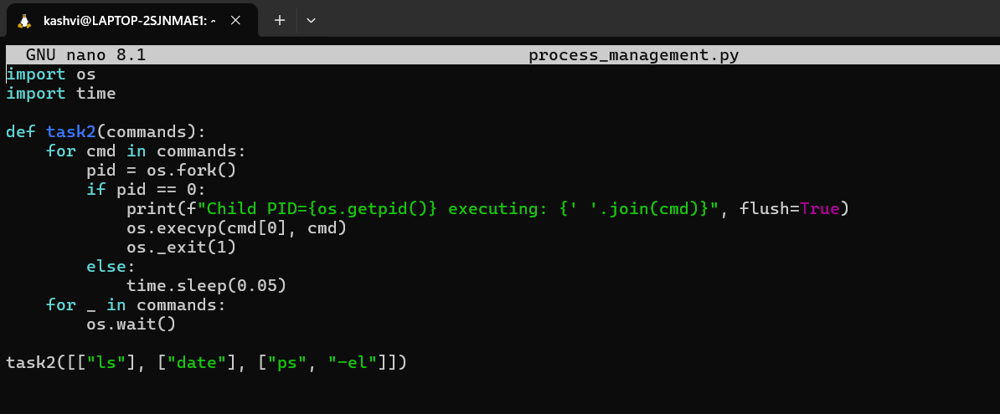 kashvi@LAPTOP-2SJNMAE1: ~
GNU nano 8.1 process_management.py
import os
import time
def task2(commands):
    for cmd in commands:
        pid = os.fork()
        if pid == 0:
            print(f"Child PID={os.getpid()} executing: {' '.join(cmd)}", flush=True)
            os.execvp(cmd[0], cmd)
            os._exit(1)
        else:
            time.sleep(0.05)
    for _ in commands:
        os.wait()
task2([["ls"], ["date"], ["ps", "-el"]])